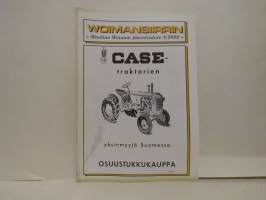 WOIMANSIIRRIN
CASE-
traktorien
yksinmyyjä Suomessa
OSUUSTUKKUKAUPPA